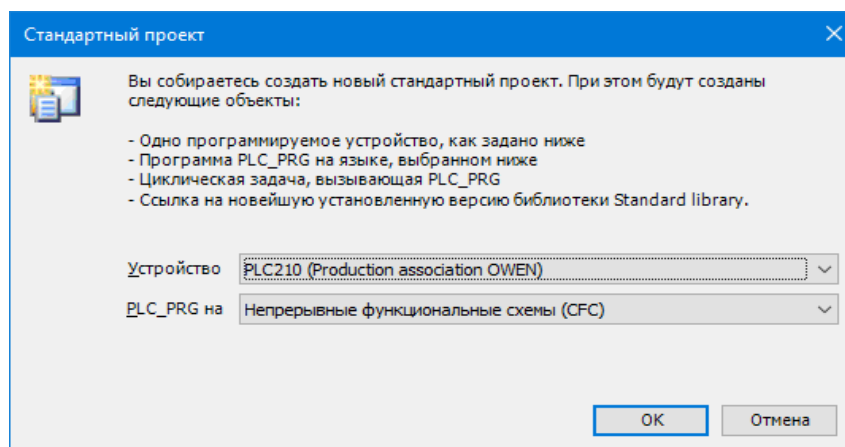 Стандартный проект
Вы собираетесь создать новый стандартный проект. При этом будут созданы
следующие объекты:
- Одно программируемое устройство, как задано ниже
- Программа PLC_PRG на языке, выбранном ниже
- Циклическая задача, вызывающая PLC_PRG
- Ссылка на новейшую установленную версию библиотеки Standard library.
Устройство PLC210 (Production association OWEN)
PLC_PRG на Непрерывные функциональные схемы (CFC)
OK Отмена